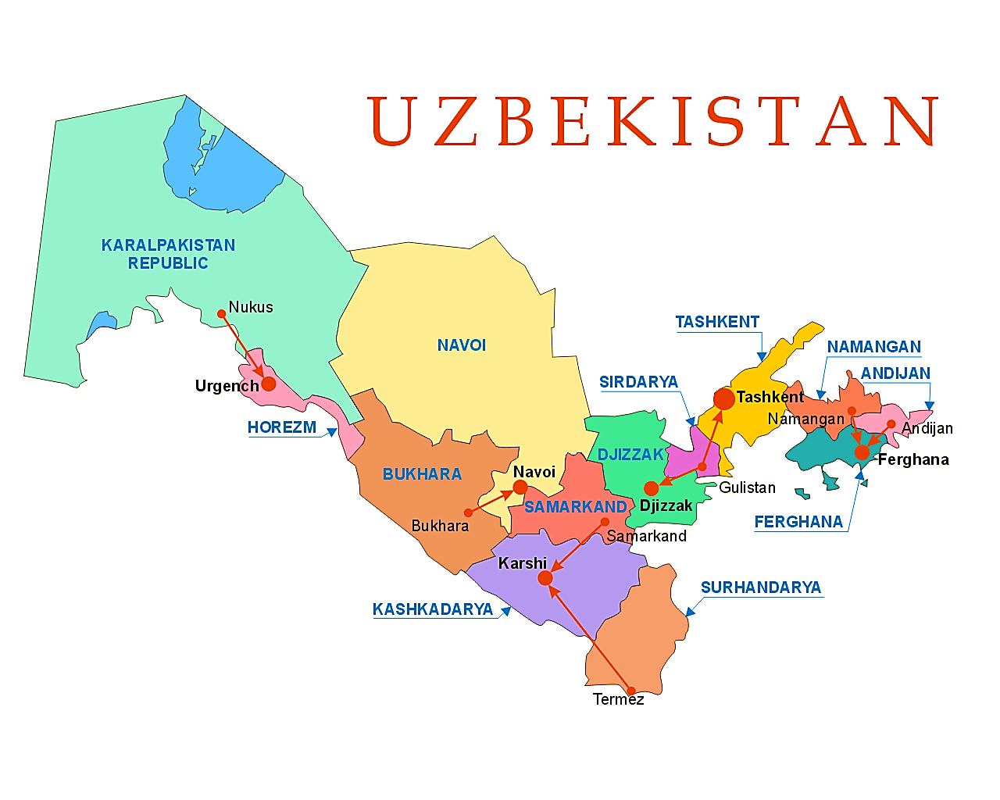 UZBEKISTAN
KARALPAKISTAN
REPUBLIC
Nukus
TASHKENT
NAVOI
NAMANGAN
ANDIJAN
SIRDARYA
Urgench
Tashkent
Namangan
HOREZM
Andijan
DJIZZAK
Ferghana
BUKHARA
Navoi
Gulistan
Djizzak
SAMARKAND
FERGHANA
Bukhara
Samarkand
Karshi
SURHANDARYA
KASHKADARYA
Termez